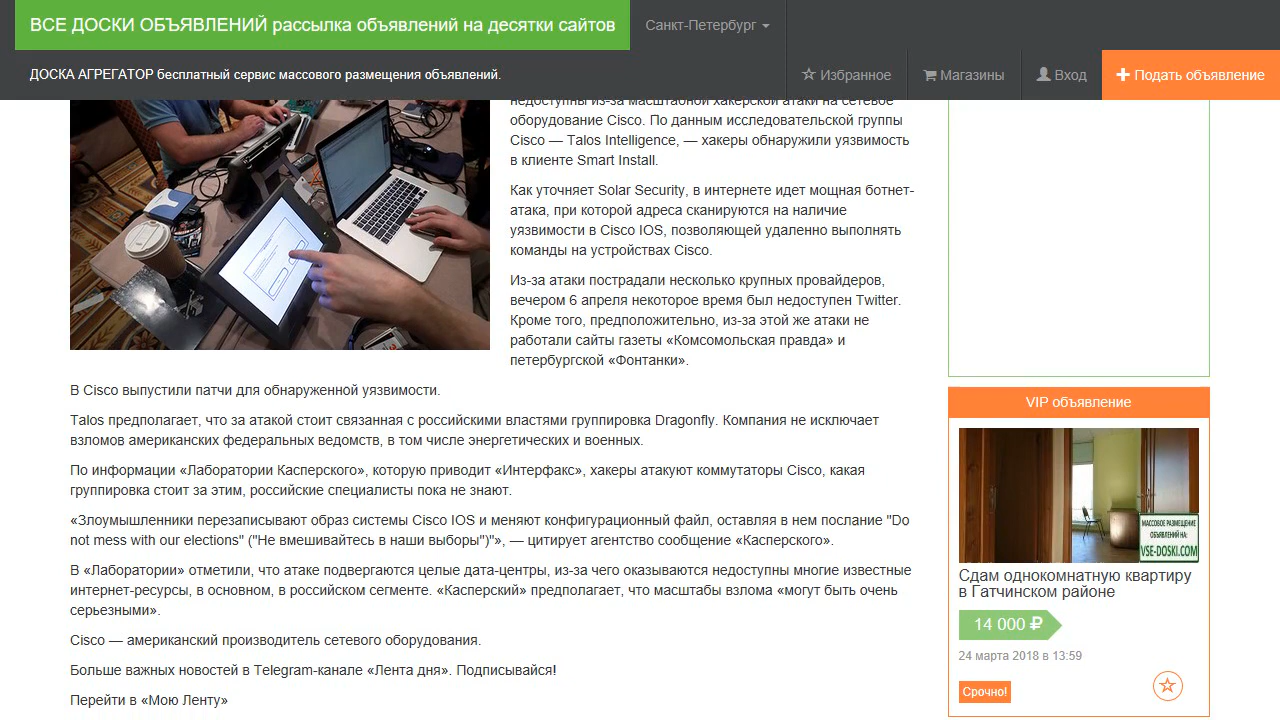 ВСЕ ДОСКИ ОБЪЯВЛЕНИЙ рассылка объявлений на десятки сайтов
Санкт-Петербург
ДОСКА АГРЕГАТОР бесплатный сервис массового размещения объявлений.
Избранное
Магазины
Вход
Подать объявление
недоступны из-за масштабной хакерской атаки на сетевое
оборудование Cisco. По данным исследовательской группы
Cisco — Talos Intelligence, — хакеры обнаружили уязвимость
в клиенте Smart Install.
Как уточняет Solar Security, в интернете идет мощная ботнет-
атака, при которой адреса сканируются на наличие
уязвимости в Cisco IOS, позволяющей удаленно выполнять
команды на устройствах Cisco.
Из-за атаки пострадали несколько крупных провайдеров,
вечером 6 апреля некоторое время был недоступен Twitter.
Кроме того, предположительно, из-за этой же атаки не
работали сайты газеты «Комсомольская правда» и
петербургской «Фонтанки».
В Cisco выпустили патчи для обнаруженной уязвимости.
Talos предполагает, что за атакой стоит связанная с российскими властями группировка Dragonfly. Компания не исключает
взломов американских федеральных ведомств, в том числе энергетических и военных.
По информации «Лаборатории Касперского», которую приводит «Интерфакс», хакеры атакуют коммутаторы Cisco, какая
группировка стоит за этим, российские специалисты пока не знают.
«Злоумышленники перезаписывают образ системы Cisco IOS и меняют конфигурационный файл, оставляя в нем послание "Do
not mess with our elections" ("Не вмешивайтесь в наши выборы")"», — цитирует агентство сообщение «Касперского».
В «Лаборатории» отметили, что атаке подвергаются целые дата-центры, из-за чего оказываются недоступны многие известные
интернет-ресурсы, в основном, в российском сегменте. «Касперский» предполагает, что масштабы взлома «могут быть очень
серьезными».
Cisco — американский производитель сетевого оборудования.
Больше важных новостей в Telegram-канале «Лента дня». Подписывайся!
Перейти в «Мою Ленту»
VIP объявление
МАССОВОЕ РАЗМЕЩЕНИЕ
ОБЪЯВЛЕНИЙ НА:
VSE-DOSKI.COM
Сдам однокомнатную квартиру
в Гатчинском районе
14 000 ₽
24 марта 2018 в 13:59
Срочно!